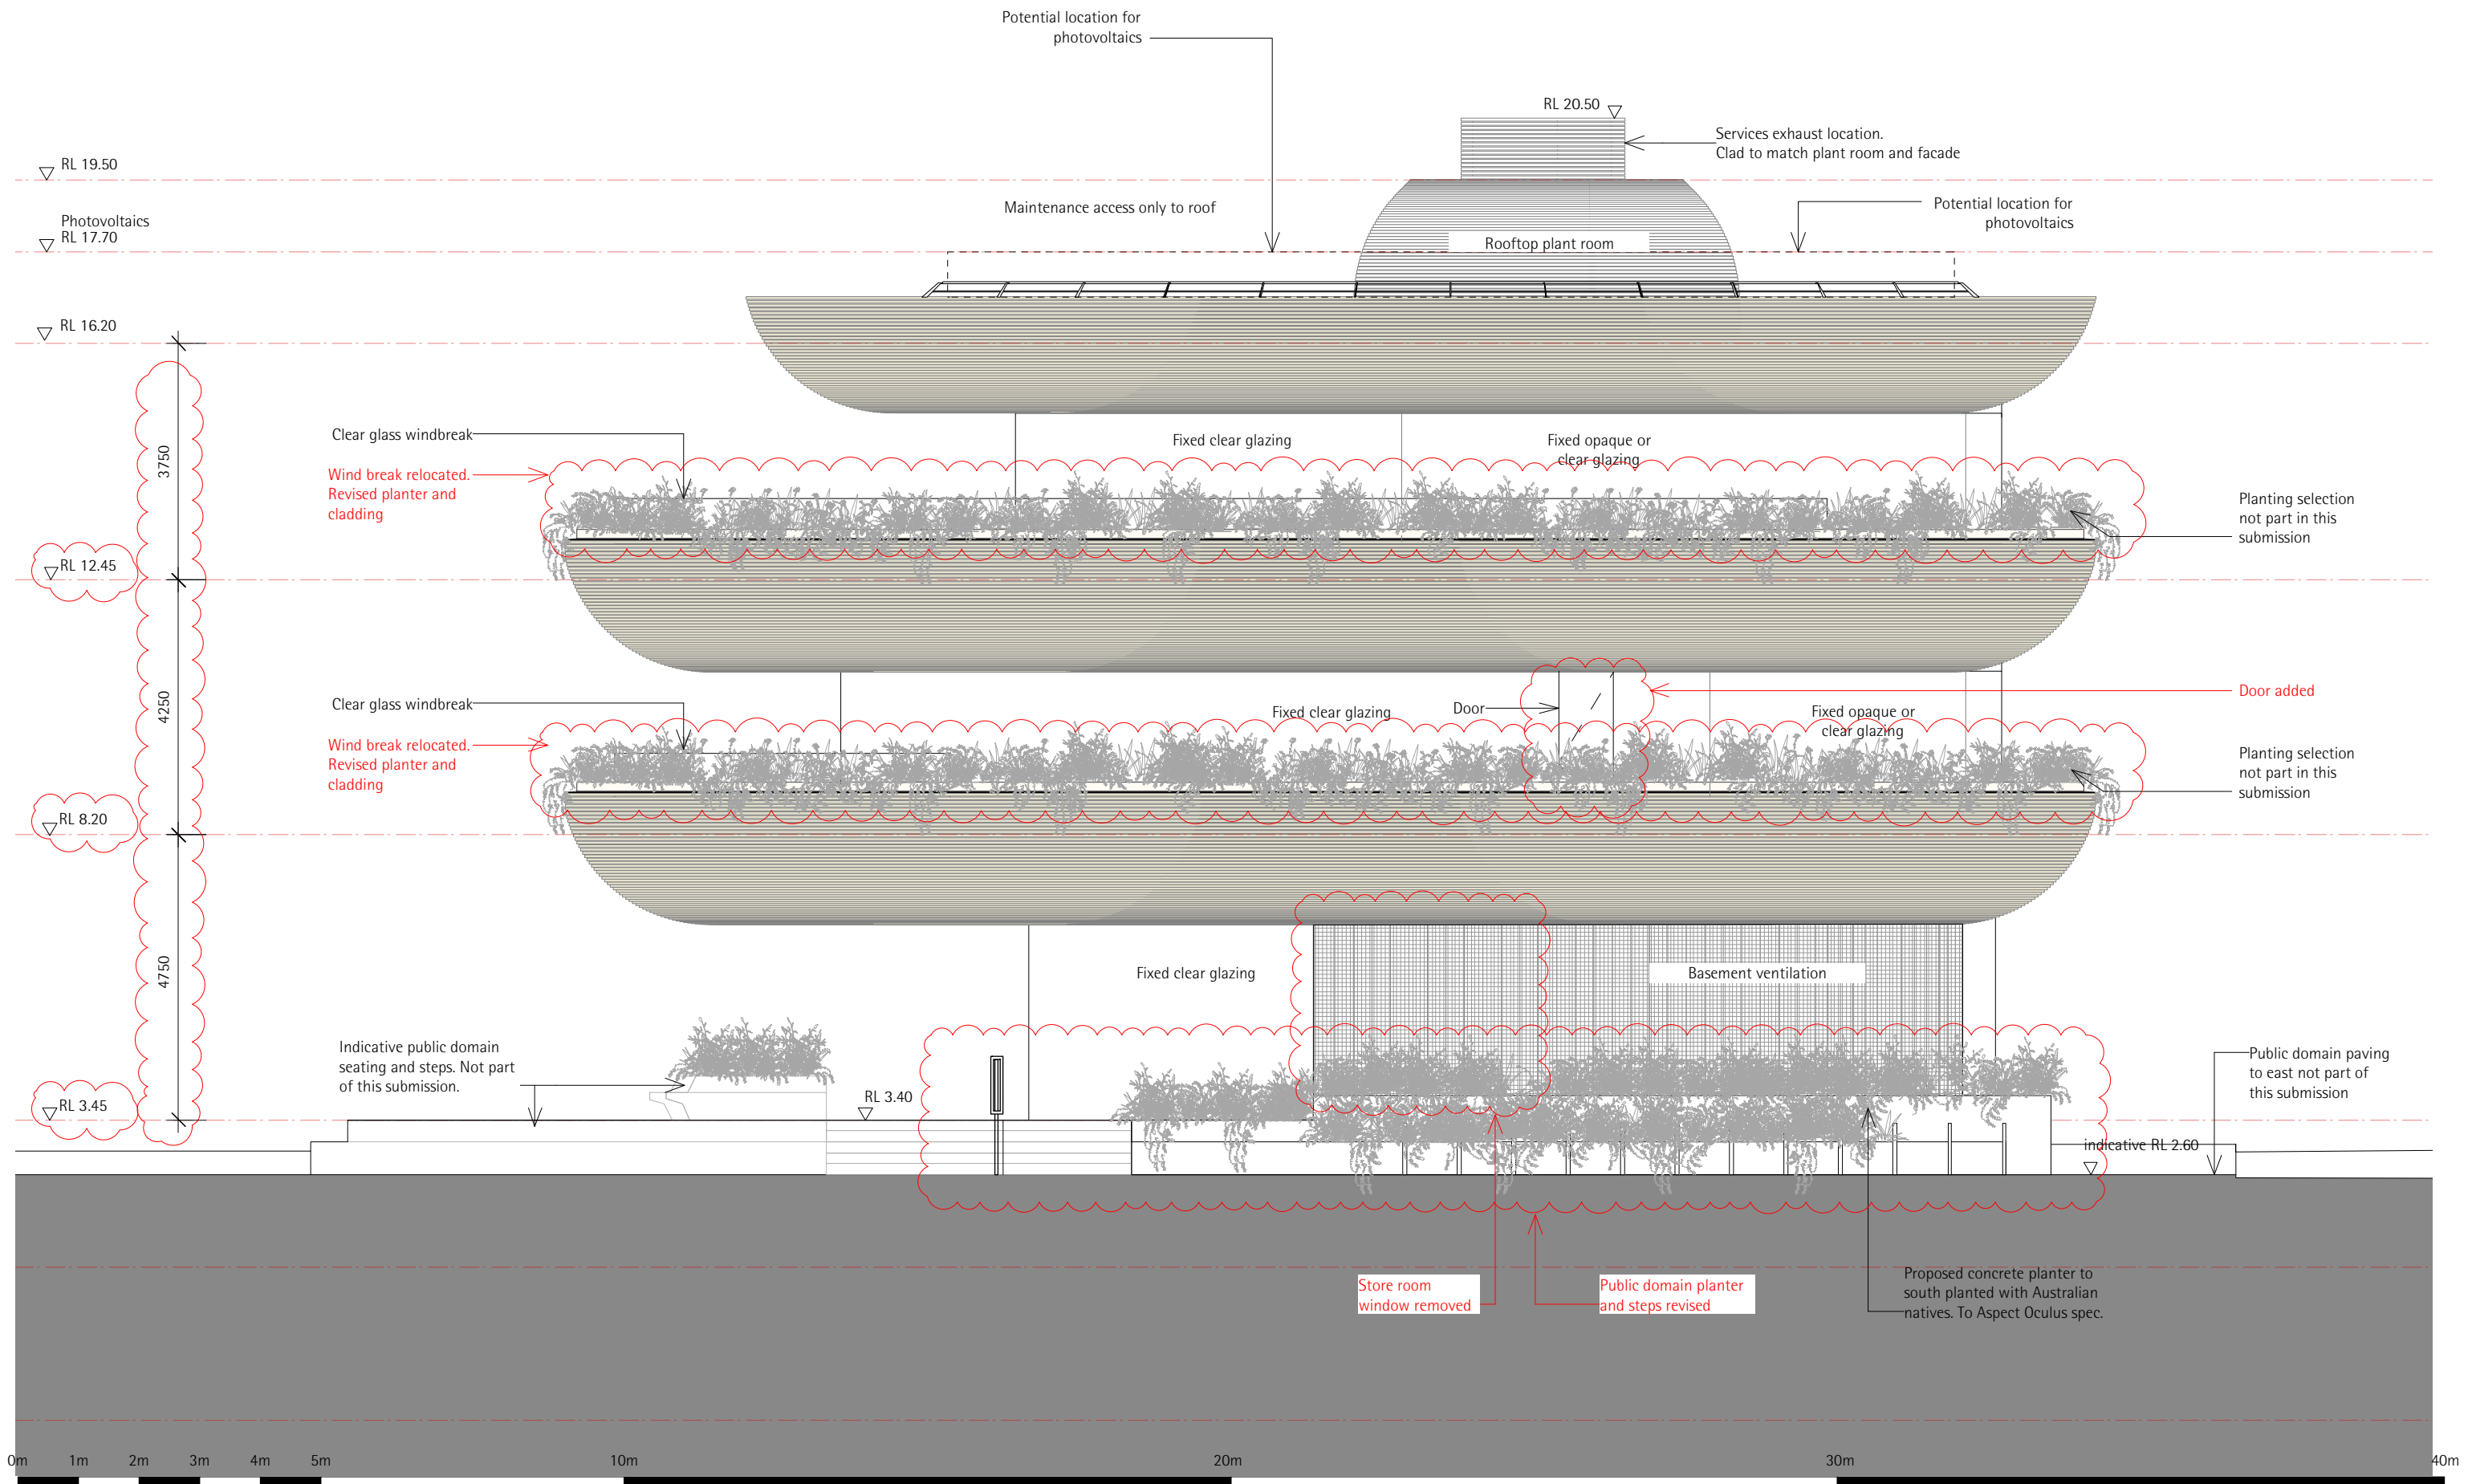 Potential location for
photovoltaics
RL 20.50
Services exhaust location.
Clad to match plant room and facade
RL 19.50
Maintenance access only to roof
Potential location for
photovoltaics
Photovoltaics
RL 17.70
Rooftop plant room
RL 16.20
Clear glass windbreak
Fixed clear glazing
Fixed opaque or
clear glazing
3750
Wind break relocated.
Revised planter and
cladding
Planting selection
not part in this
submission
RL 12.45
Door added
4250
Clear glass windbreak
Fixed clear glazing
Door
Fixed opaque or
clear glazing
Wind break relocated.
Revised planter and
cladding
Planting selection
not part in this
submission
RL 8.20
4750
Fixed clear glazing
Basement ventilation
Indicative public domain
seating and steps. Not part
of this submission.
Public domain paving
to east not part of
this submission
RL 3.45
RL 3.40
indicative RL 2.60
Store room
window removed
Public domain planter
and steps revised
Proposed concrete planter to
south planted with Australian
natives. To Aspect Oculus spec.
0m 1m 2m 3m 4m 5m 10m 20m 30m 40m